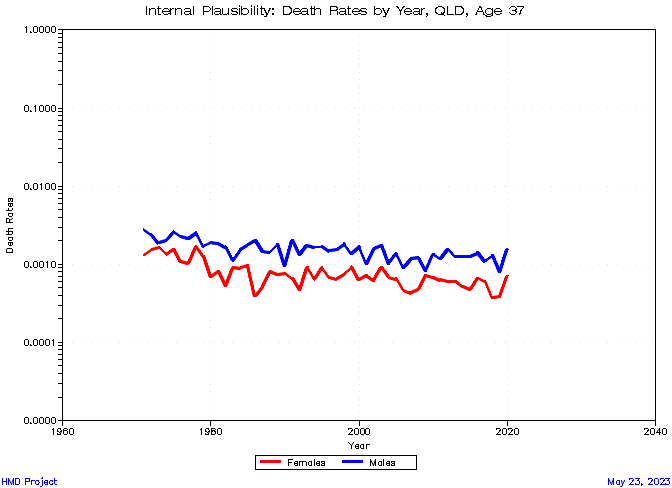 Internal Plausibility: Death Rates by Year, QLD, Age 37
1.0000
0.1000
0.0100
0.0010
0.0001
0.0000
Death Rates
1960
1980
2000
2020
2040
Year
Females
Males
HMD Project
May 23, 2023